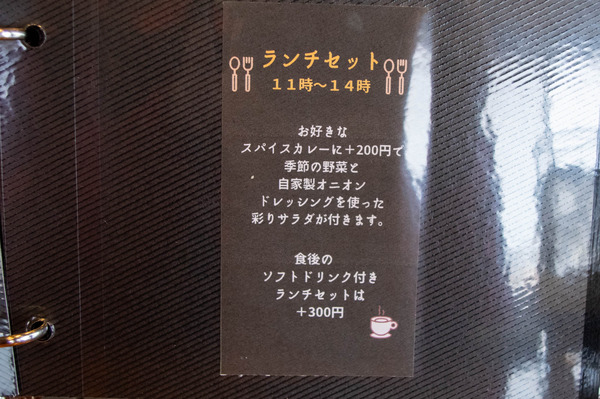 ランチセット
11時～14時
お好きな
スパイスカレーに＋200円で
季節の野菜と
自家製オニオン
ドレッシングを使った
彩りサラダが付きます。
食後の
ソフトドリンク付き
ランチセットは
＋300円